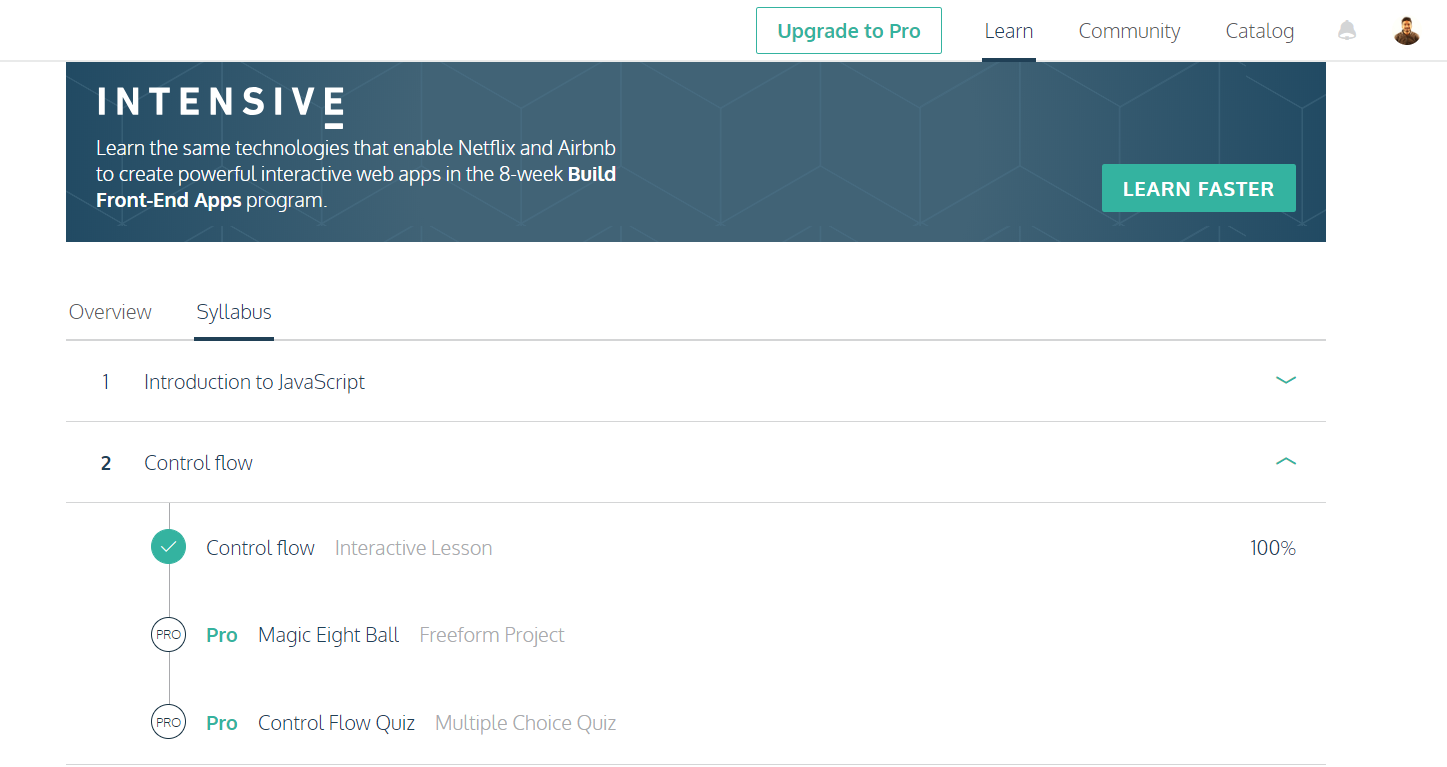 Upgrade to Pro Learn Community Catalog
INTENSIVE
Learn the same technologies that enable Netflix and Airbnb
to create powerful interactive web apps in the 8-week Build
Front-End Apps program.
LEARN FASTER
Overview Syllabus
1 Introduction to JavaScript
2 Control flow
Control flow Interactive Lesson 100%
PRO Pro Magic Eight Ball Freeform Project
PRO Pro Control Flow Quiz Multiple Choice Quiz